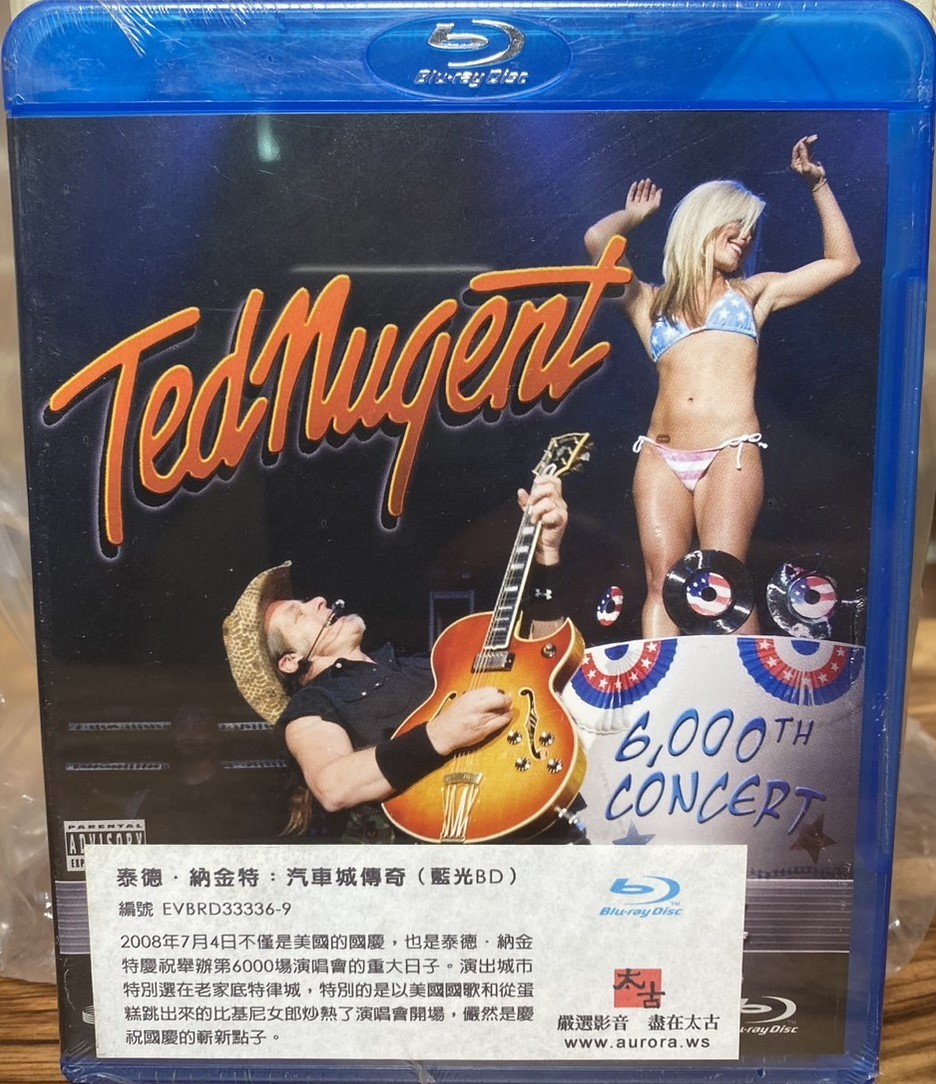 Blu-ray Disc
Ted Nugent
6,000TH
CONCERT
PARENTAL
ADVISORY
泰德．納金特：汽車城傳奇（藍光BD）
編號 EVBRD33336-9
2008年7月4日不僅是美國的國慶，也是泰德．納金
特慶祝舉辦第6000場演唱會的重大日子。演出城市
特別選在老家底特律城，特別的是以美國國歌和從蛋
糕跳出來的比基尼女郎炒熱了演唱會開場，儼然是慶
祝國慶的嶄新點子。
Blu-ray Disc™
太古
嚴選影音 盡在太古
www.aurora.ws